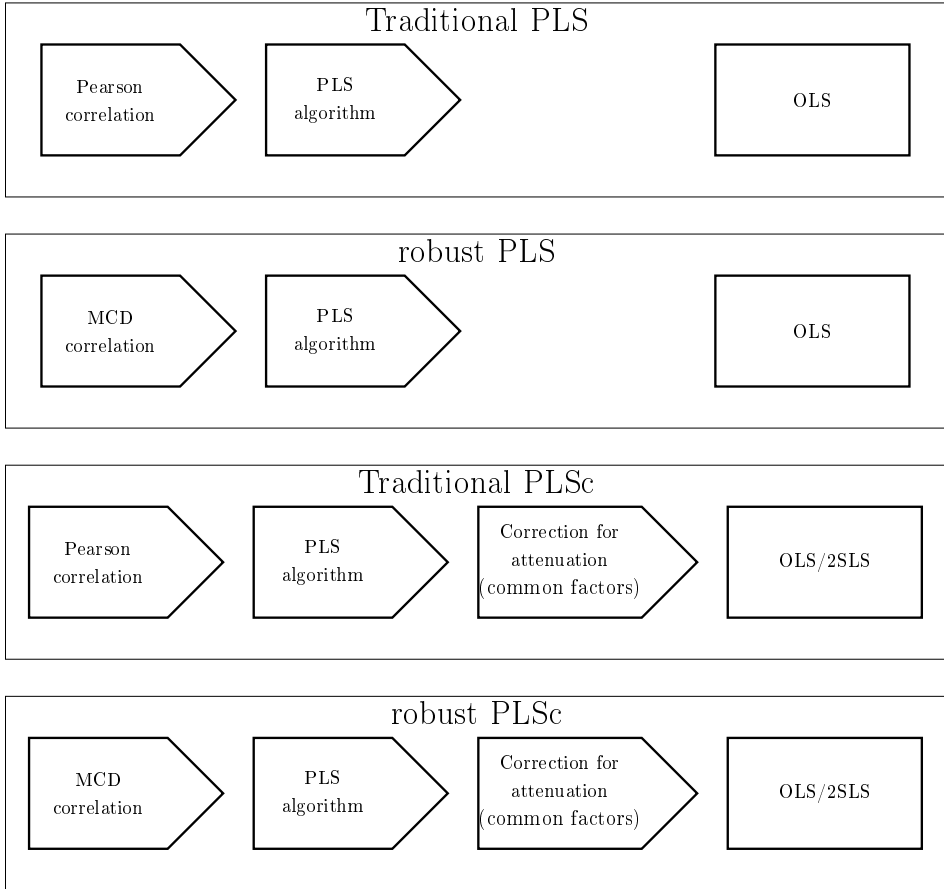 Traditional PLS
Pearson
correlation
PLS
algorithm
OLS
robust PLS
MCD
correlation
PLS
algorithm
OLS
Traditional PLSc
Pearson
correlation
PLS
algorithm
Correction for
attenuation
(common factors)
OLS/2SLS
robust PLSc
MCD
correlation
PLS
algorithm
Correction for
attenuation
(common factors)
OLS/2SLS